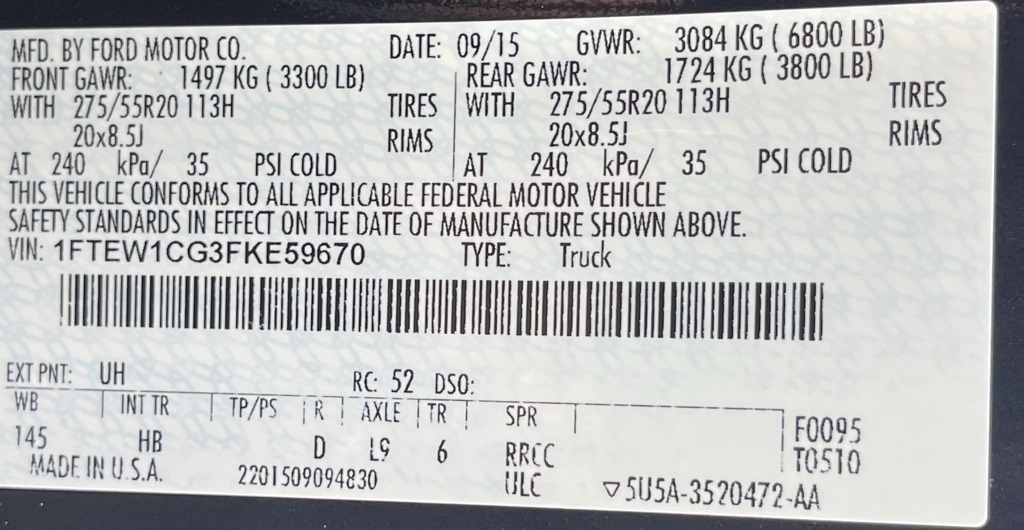 MFD. BY FORD MOTOR CO. DATE: 09/15 GVWR: 3084 KG ( 6800 LB)
FRONT GAWR: 1497 KG ( 3300 LB) REAR GAWR: 1724 KG ( 3800 LB)
WITH 275/55R20 113H TIRES WITH 275/55R20 113H TIRES
20x8.5J RIMS 20x8.5J RIMS
AT 240 kPa/ 35 PSI COLD AT 240 kPa/ 35 PSI COLD
THIS VEHICLE CONFORMS TO ALL APPLICABLE FEDERAL MOTOR VEHICLE
SAFETY STANDARDS IN EFFECT ON THE DATE OF MANUFACTURE SHOWN ABOVE.
VIN: 1FTEW1CG3FKE59670 TYPE: Truck
EXT PNT: UH RC: 52 DSO:
WB INT TR TP/PS R AXLE TR SPR F0095
145 HB D L9 6 RRCC T0510
MADE IN U.S.A. 2201509094830 ULC ▽5U5A-3520472-AA